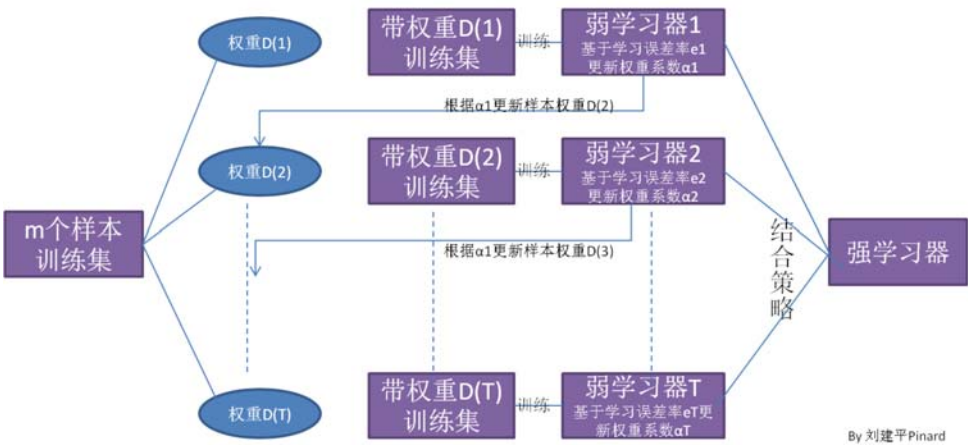 权重D(1)
带权重D(1)
训练集
训练
弱学习器1
基于学习误差率e1
更新权重系数α1
根据α1更新样本权重D(2)
权重D(2)
带权重D(2)
训练集
训练
弱学习器2
基于学习误差率e2
更新权重系数α2
m个样本
训练集
根据α1更新样本权重D(3)
结合策略
强学习器
权重D(T)
带权重D(T)
训练集
训练
弱学习器T
基于学习误差率eT更
新权重系数αT
By 刘建平Pinard